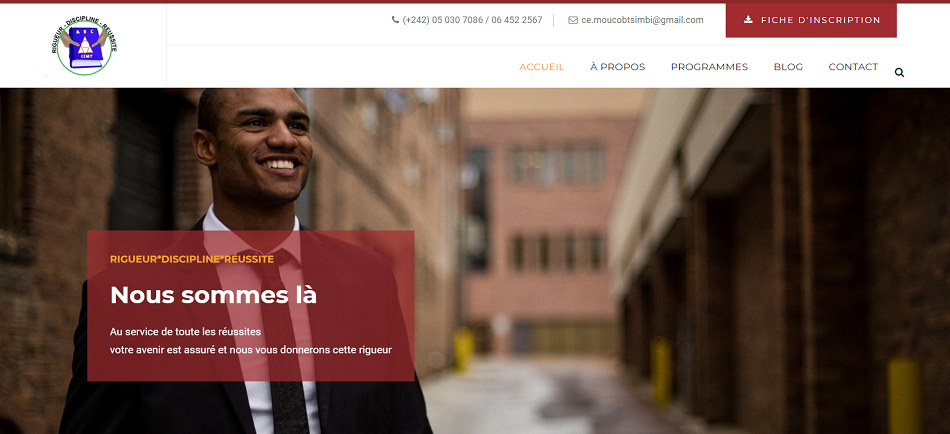 RIGUEUR - DISCIPLINE - REUSSITE
A B C
CEMT
(+242) 05 030 7086 / 06 452 2567
ce.moucobtsimbi@gmail.com
FICHE D'INSCRIPTION
ACCUEIL À PROPOS PROGRAMMES BLOG CONTACT
RIGUEUR*DISCIPLINE*RÉUSSITE
Nous sommes là
Au service de toute les réussites
votre avenir est assuré et nous vous donnerons cette rigueur